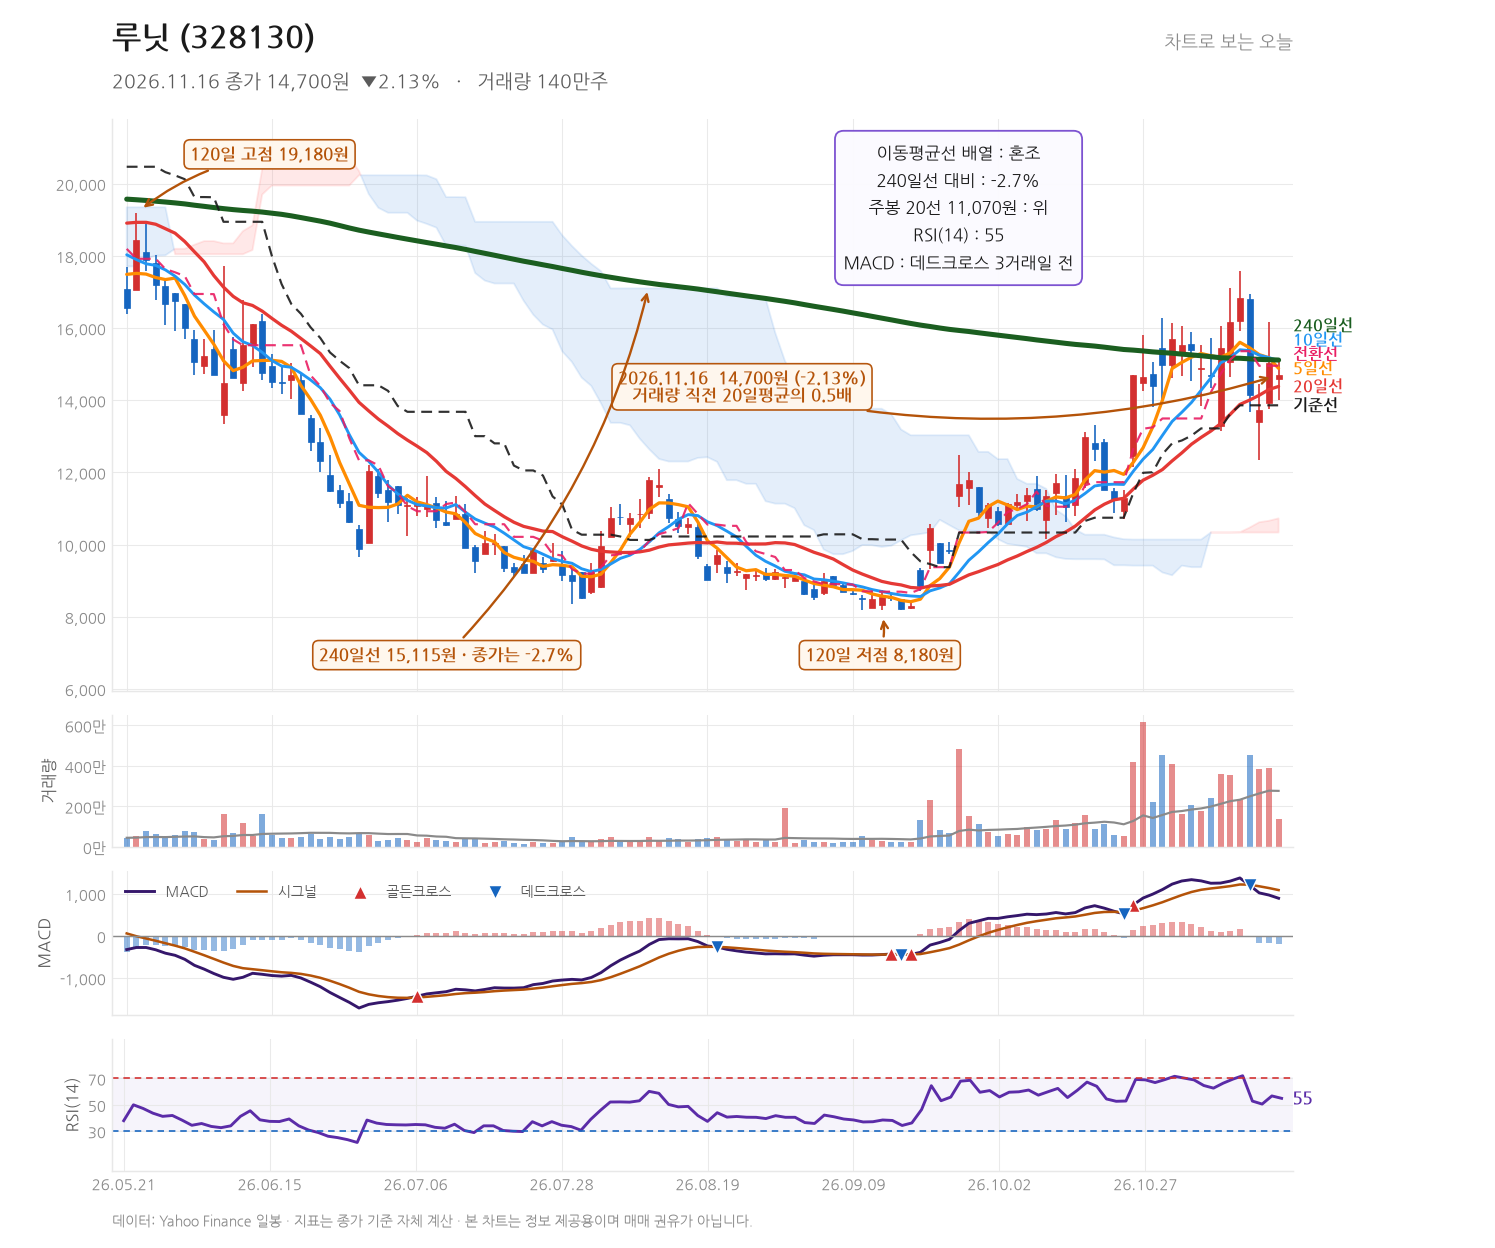 루닛 (328130)
차트로 보는 오늘
2026.11.16 종가 14,700원 ▼2.13% · 거래량 140만주
120일 고점 19,180원
이동평균선 배열 : 혼조
240일선 대비 : -2.7%
주봉 20선 11,070원 : 위
RSI(14) : 55
MACD : 데드크로스 3거래일 전
20,000
18,000
16,000
14,000
12,000
10,000
8,000
6,000
240일선
10일선
전환선
5일선
20일선
기준선
2026.11.16 14,700원 (-2.13%)
거래량 직전 20일평균의 0.5배
240일선 15,115원 · 종가는 -2.7%
120일 저점 8,180원
거래량
600만
400만
200만
0만
MACD
1,000
0
-1,000
MACD 시그널 골든크로스 데드크로스
RSI(14)
70
50
30
55
26.05.21 26.06.15 26.07.06 26.07.28 26.08.19 26.09.09 26.10.02 26.10.27
데이터: Yahoo Finance 일봉 · 지표는 종가 기준 자체 계산 · 본 차트는 정보 제공용이며 매매 권유가 아닙니다.